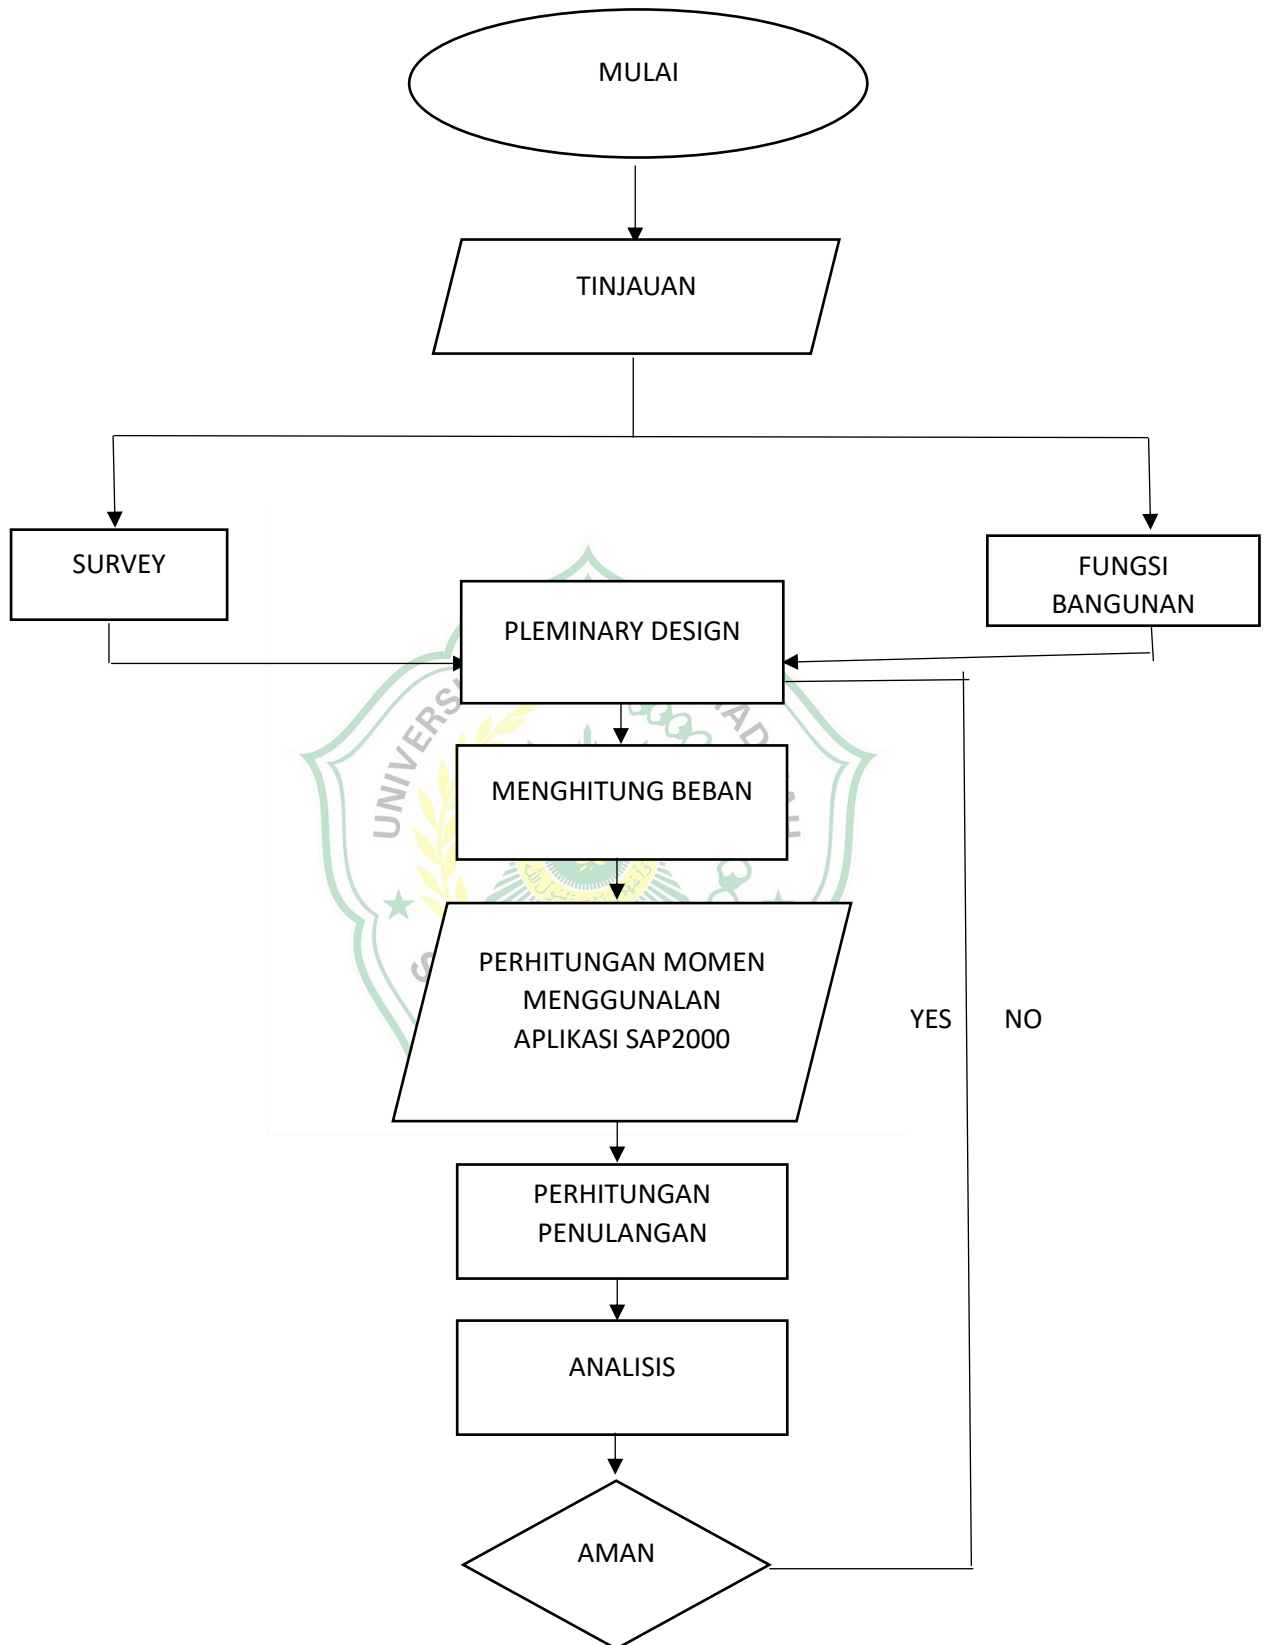 MULAI
TINJAUAN
SURVEY
FUNGSI
BANGUNAN
PLEMINARY DESIGN
MENGHITUNG BEBAN
PERHITUNGAN MOMEN
MENGGUNALAN
APLIKASI SAP2000
YES
NO
PERHITUNGAN
PENULANGAN
ANALISIS
AMAN